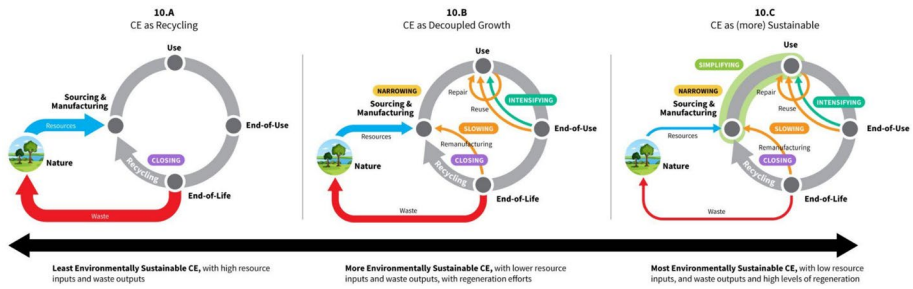 10.A
CE as Recycling
Use
Sourcing &
Manufacturing
Resources
End-of-Use
CLOSING
Nature
Recycling
End-of-Life
Waste
Least Environmentally Sustainable CE, with high resource
inputs and waste outputs
10.B
CE as Decoupled Growth
Use
NARROWING
Repair
Sourcing &
Manufacturing
Reuse
INTENSIFYING
SLOWING
Resources
End-of-Use
Remanufacturing
CLOSING
Nature
Recycling
End-of-Life
Waste
More Environmentally Sustainable CE, with lower resource
inputs and waste outputs, with regeneration efforts
10.C
CE as (more) Sustainable
Use
SIMPLIFYING
NARROWING
Repair
Sourcing &
Manufacturing
Reuse
INTENSIFYING
SLOWING
Resources
End-of-Use
Remanufacturing
CLOSING
Nature
Recycling
End-of-Life
Waste
Most Environmentally Sustainable CE, with low resource
inputs, and waste outputs and high levels of regeneration